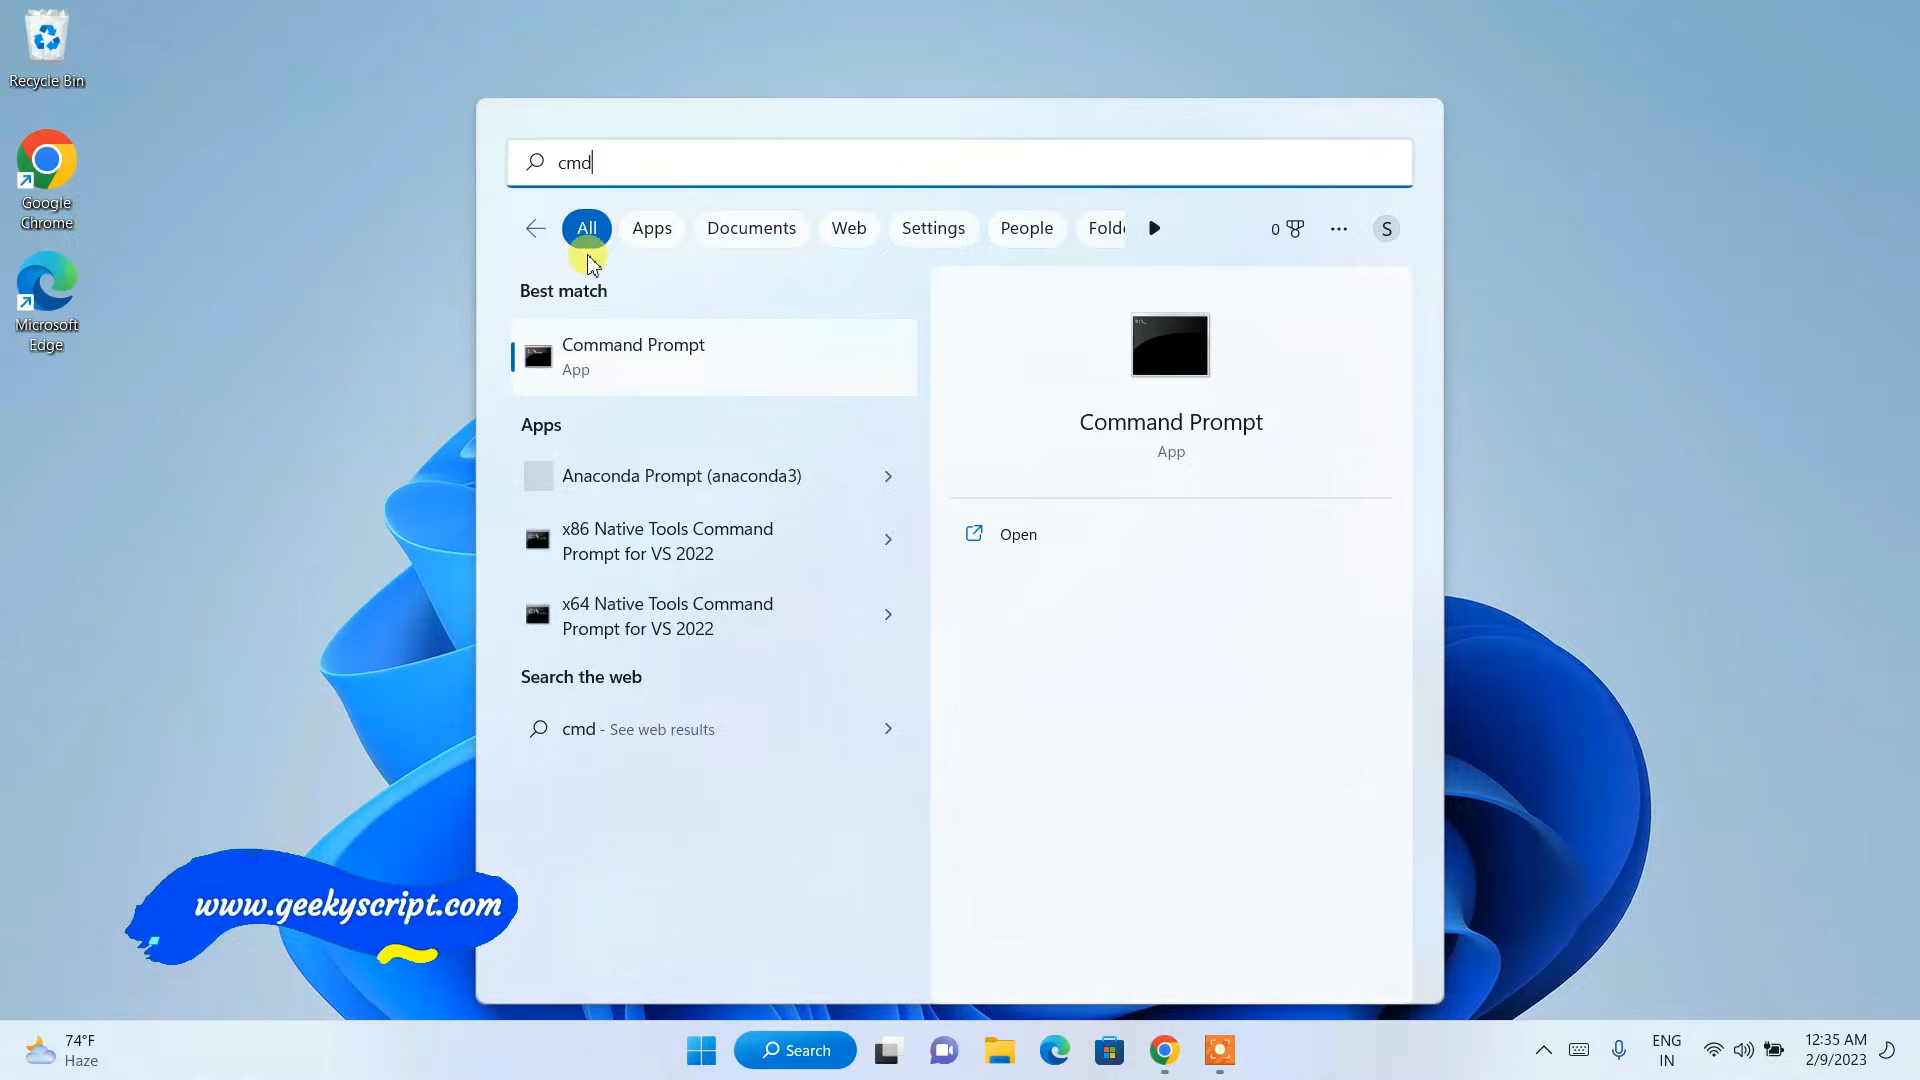 Recycle Bin
Google
Chrome
Microsoft
Edge
cmd
All
Apps
Documents
Web
Settings
People
Folde
0
S
Best match
Command Prompt
App
Apps
Anaconda Prompt (anaconda3)
x86 Native Tools Command
Prompt for VS 2022
x64 Native Tools Command
Prompt for VS 2022
Search the web
cmd - See web results
Command Prompt
App
Open
www.geekyscript.com
74°F
Haze
Search
ENG
IN
12:35 AM
2/9/2023